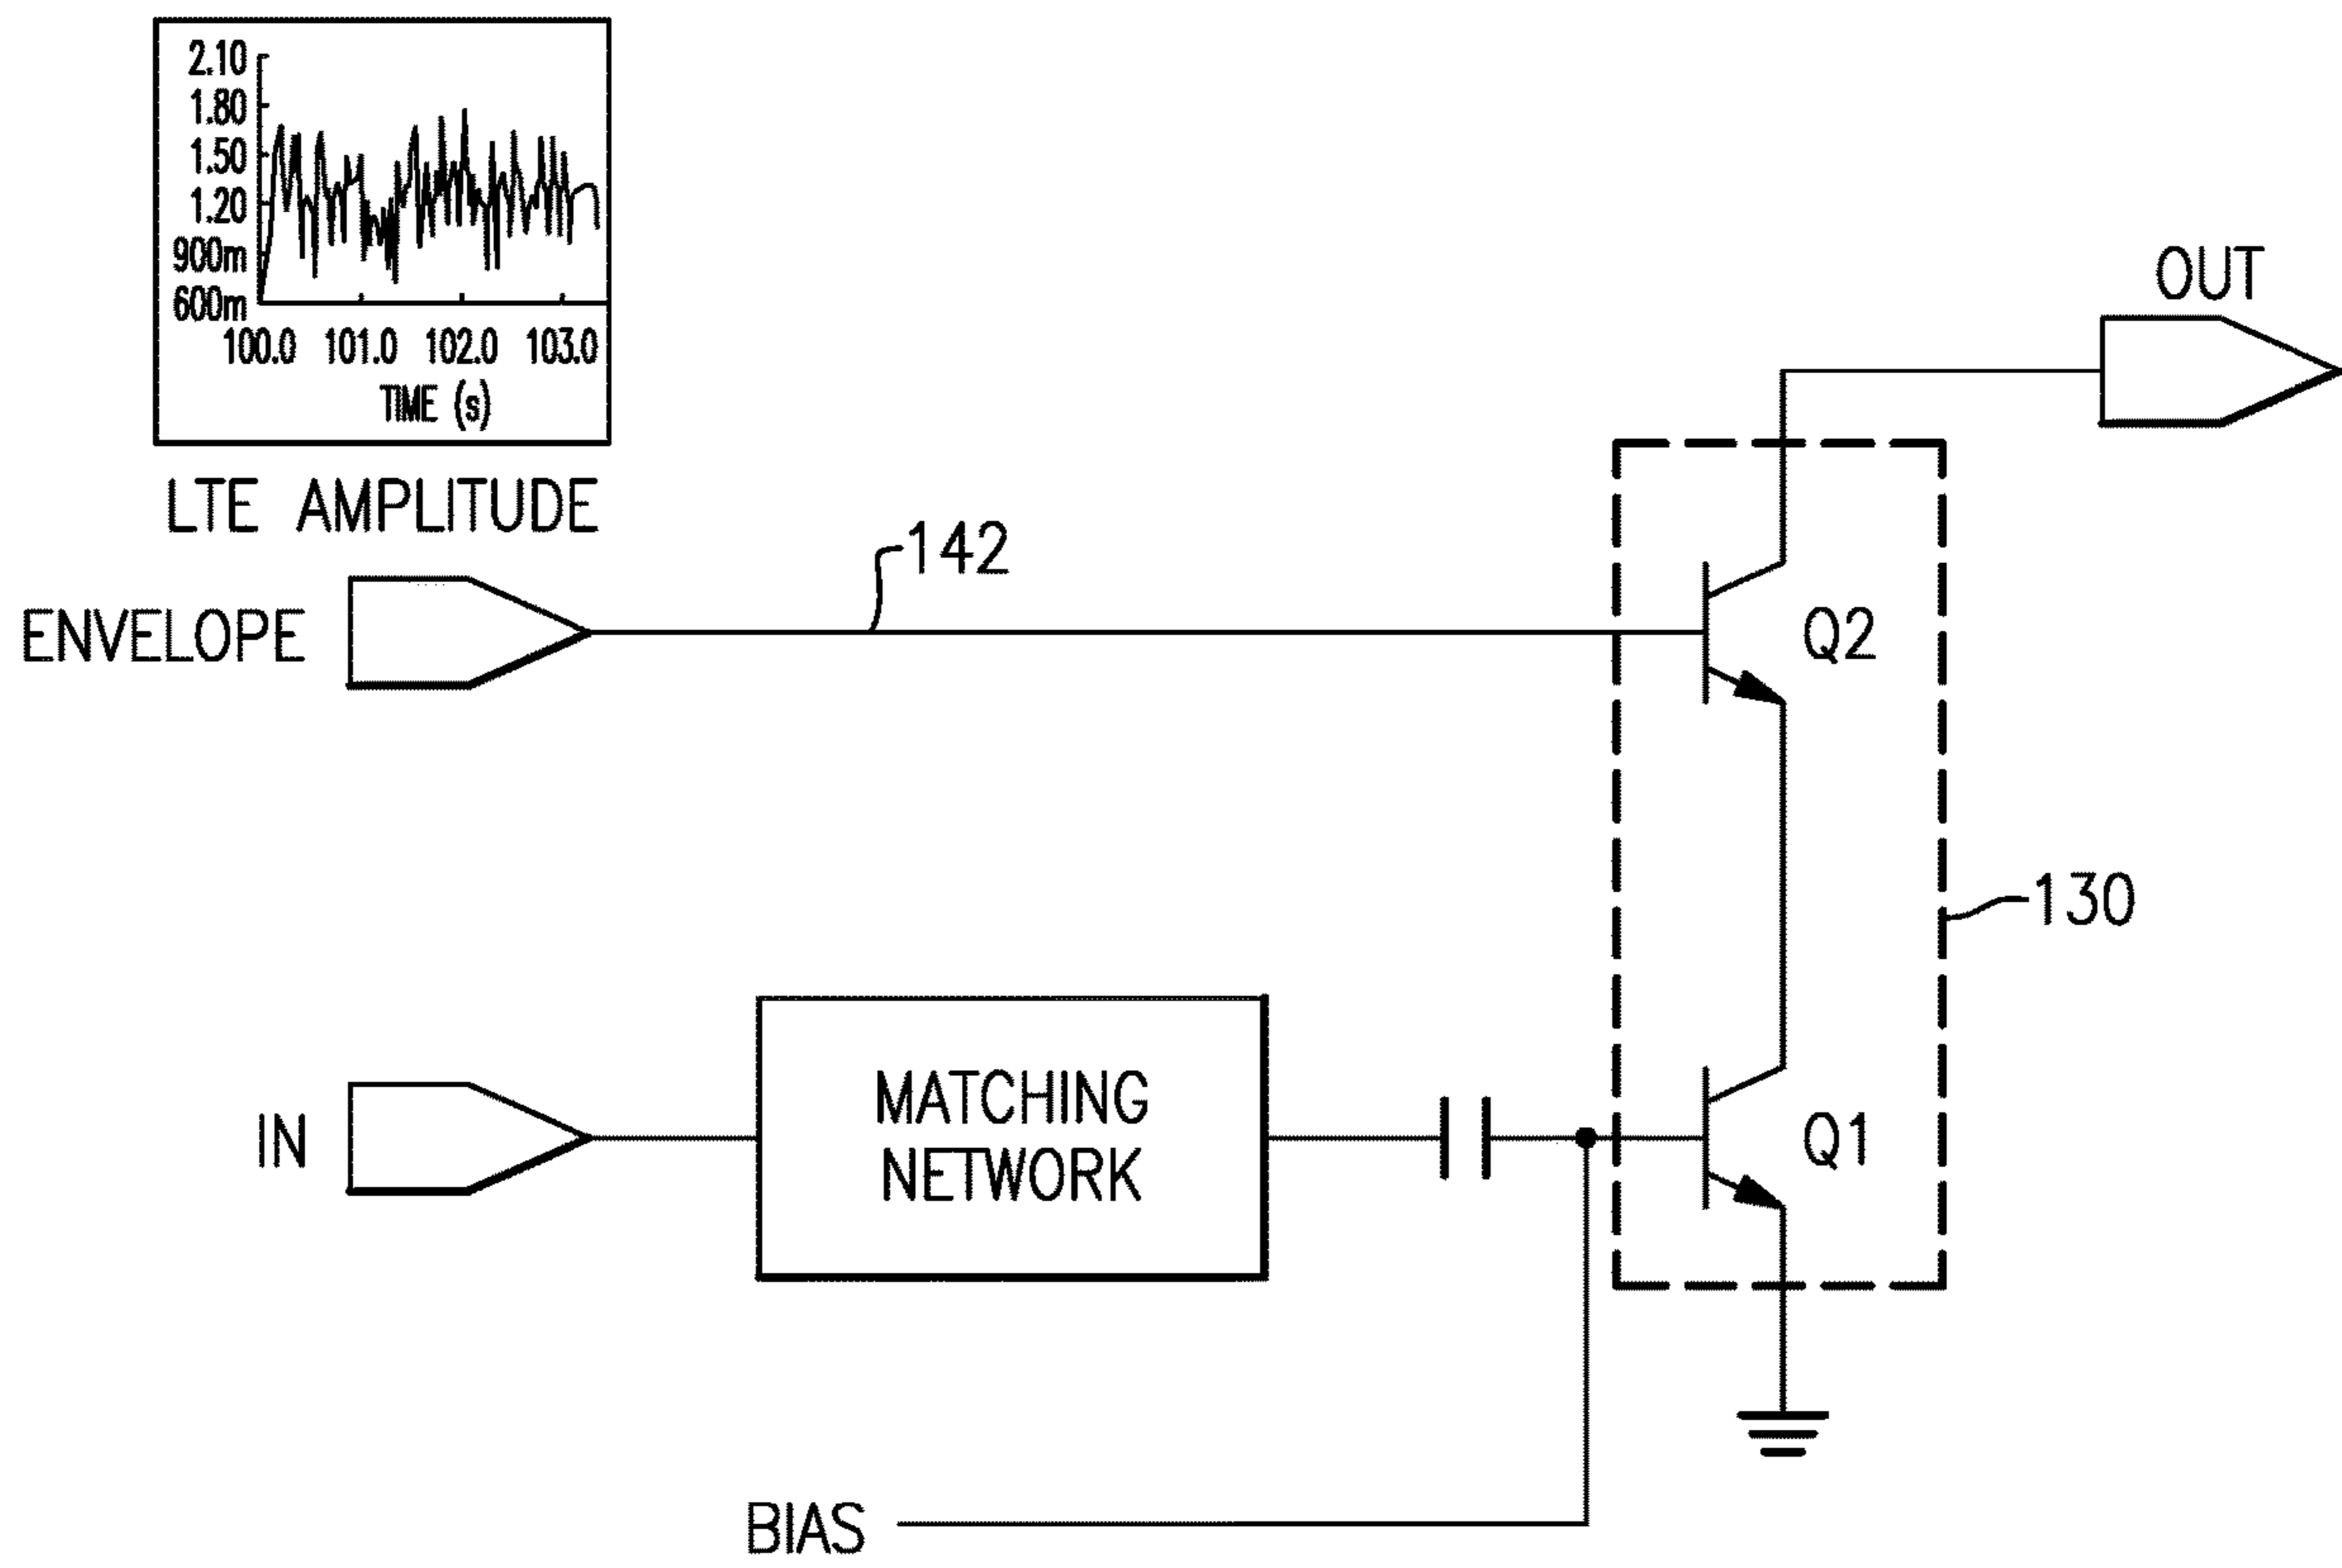 2.10
1.80
1.50
1.20
900m
600m
100.0 101.0 102.0 103.0
TIME (s)
LTE AMPLITUDE
OUT
142
ENVELOPE
Q2
130
MATCHING
NETWORK
IN
Q1
BIAS